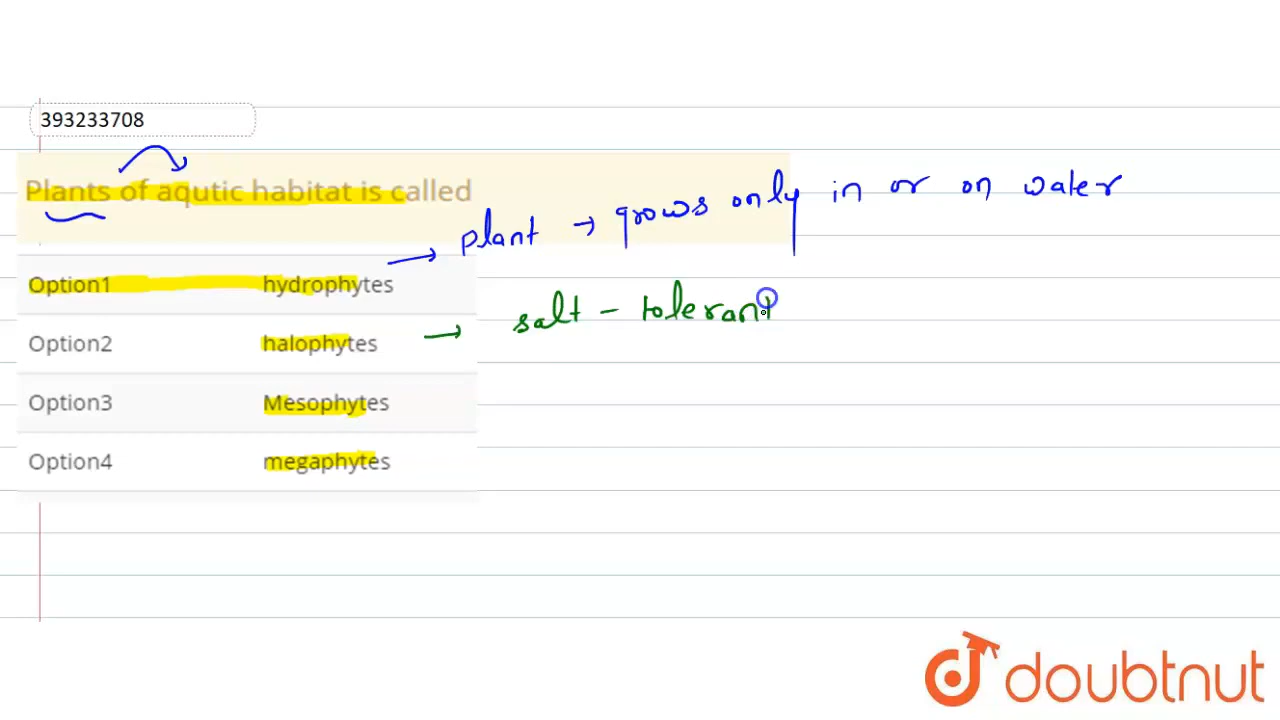 393233708
Plants of aqutic habitat is called
plant → grows only in or on water
Option1 hydrophytes
Option2 halophytes → salt - tolerant
Option3 Mesophytes
Option4 megaphytes
doubtnut